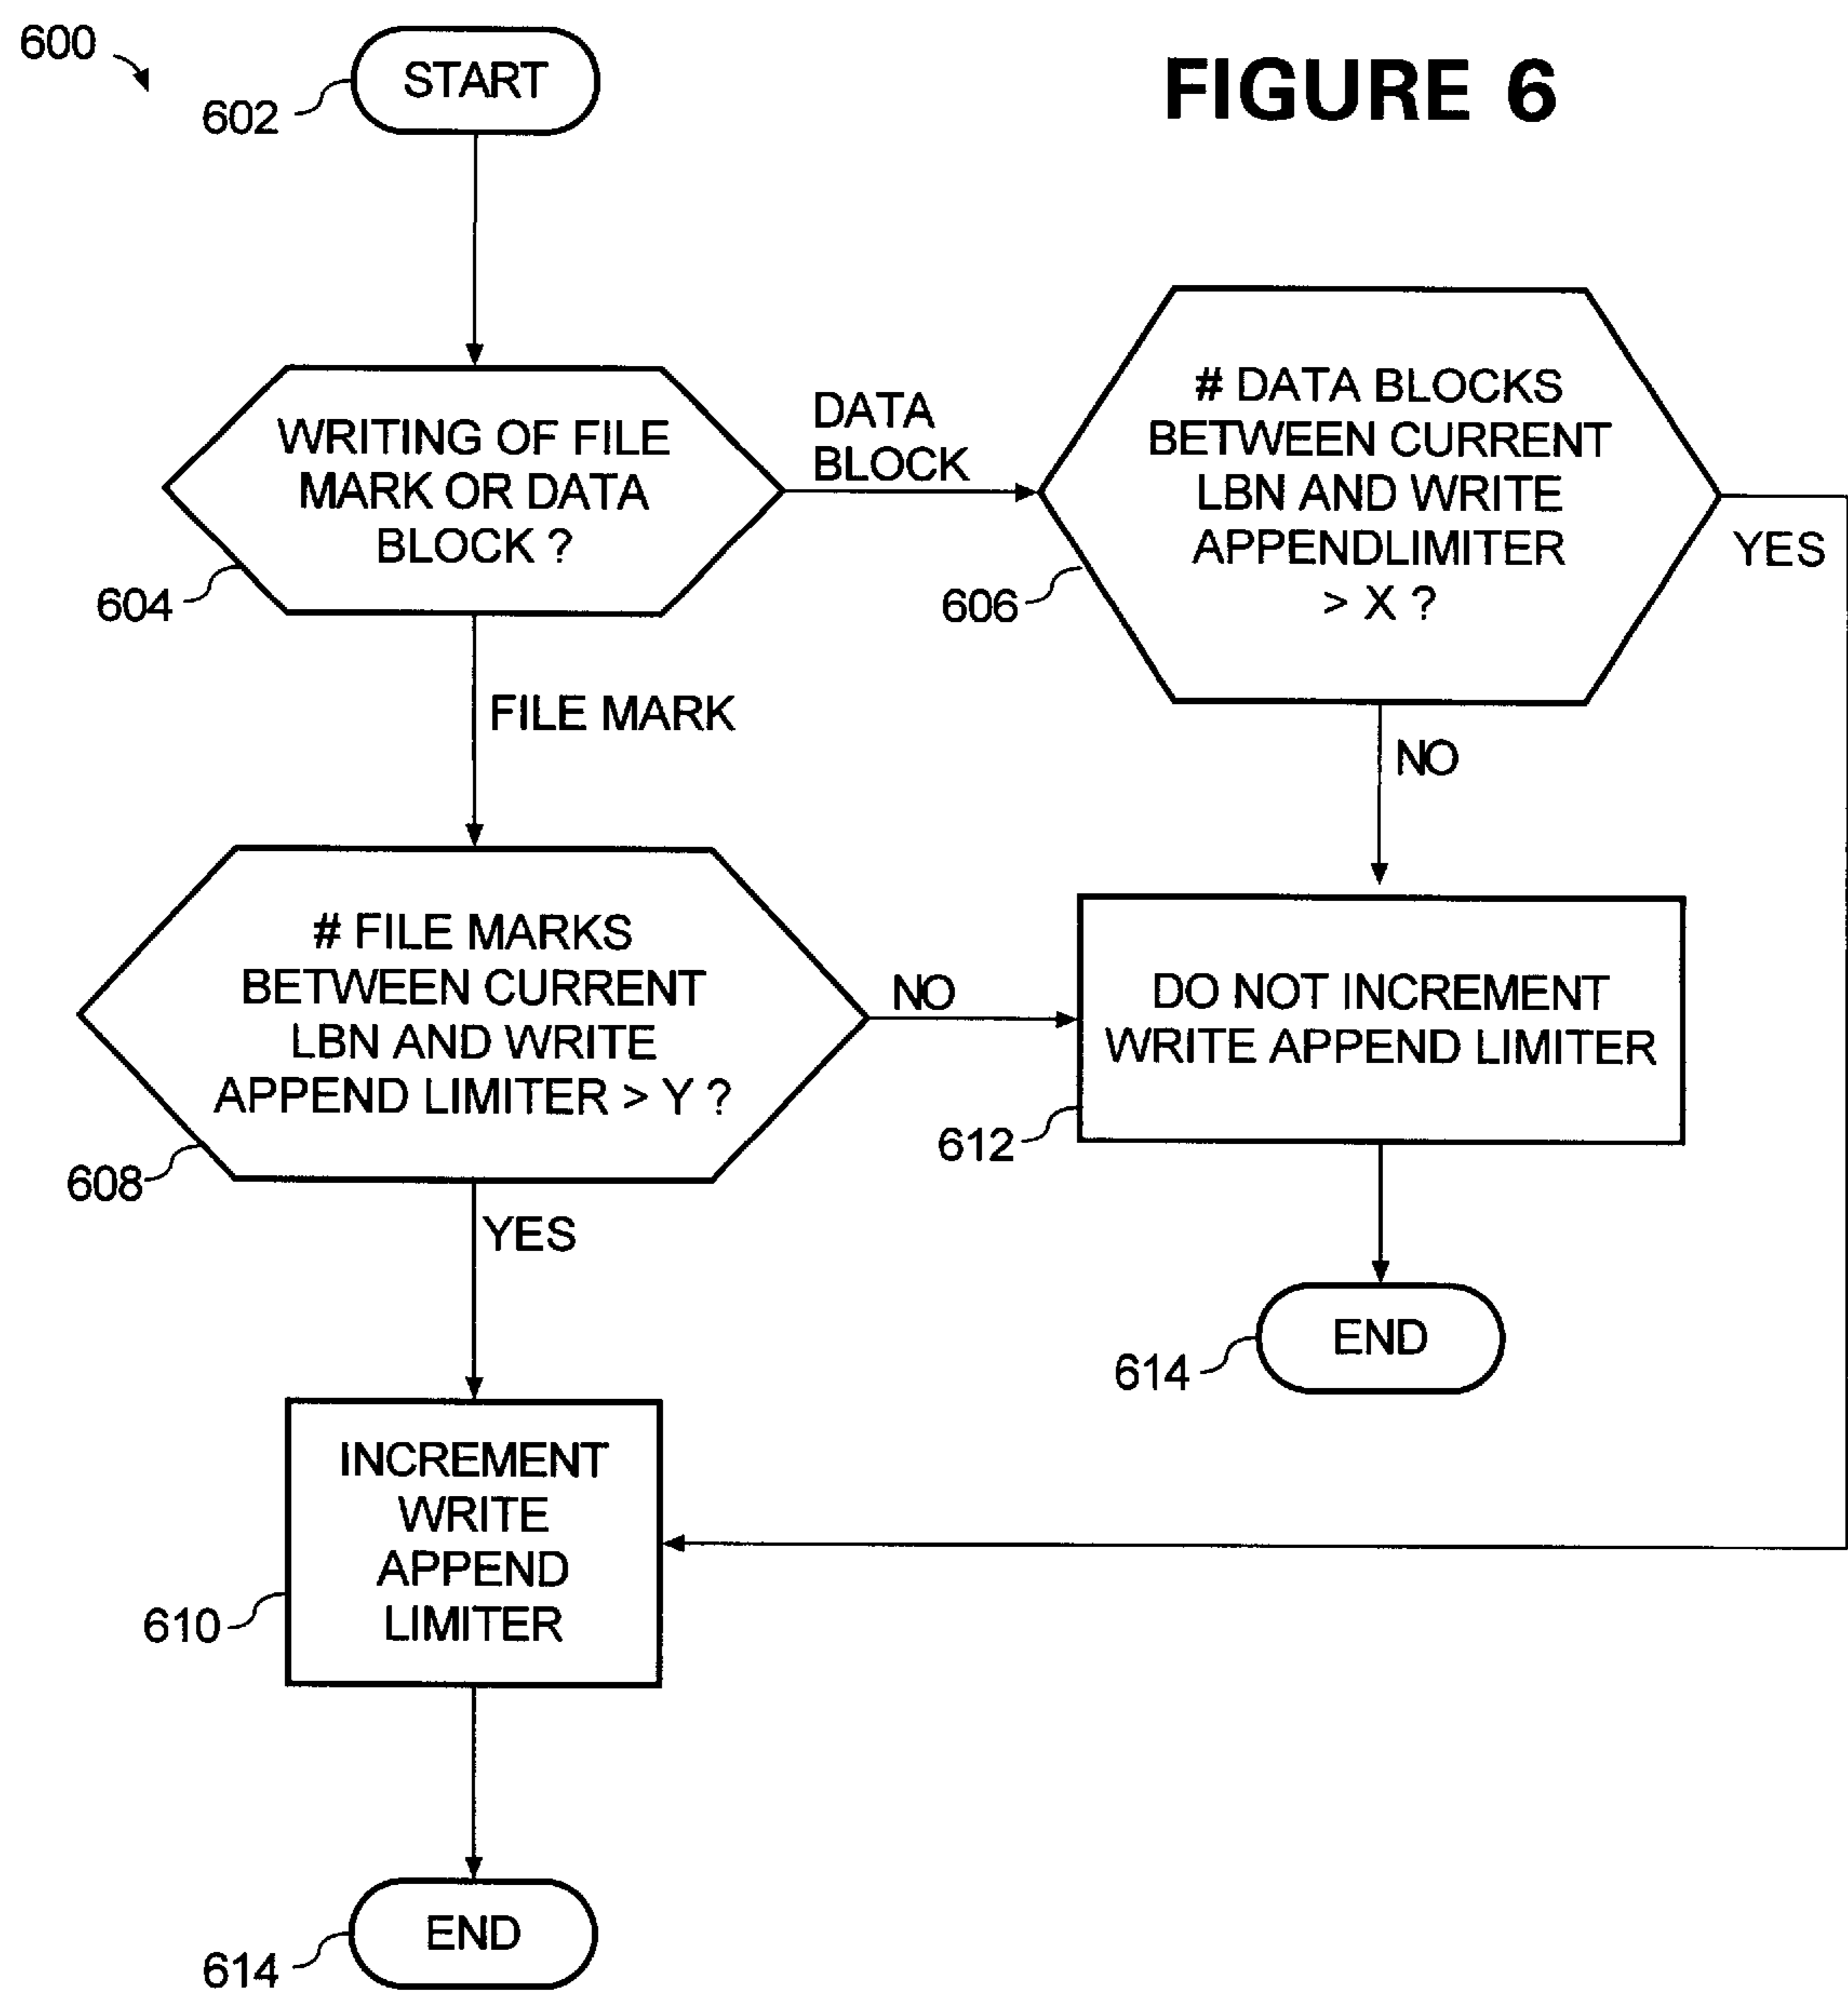 600
START
602
FIGURE 6
WRITING OF FILE
MARK OR DATA
BLOCK ?
604
DATA
BLOCK
# DATA BLOCKS
BETWEEN CURRENT
LBN AND WRITE
APPENDLIMITER
> X ?
606
YES
FILE MARK
NO
# FILE MARKS
BETWEEN CURRENT
LBN AND WRITE
APPEND LIMITER > Y ?
608
NO
DO NOT INCREMENT
WRITE APPEND LIMITER
612
YES
END
614
INCREMENT
WRITE
APPEND
LIMITER
610
END
614